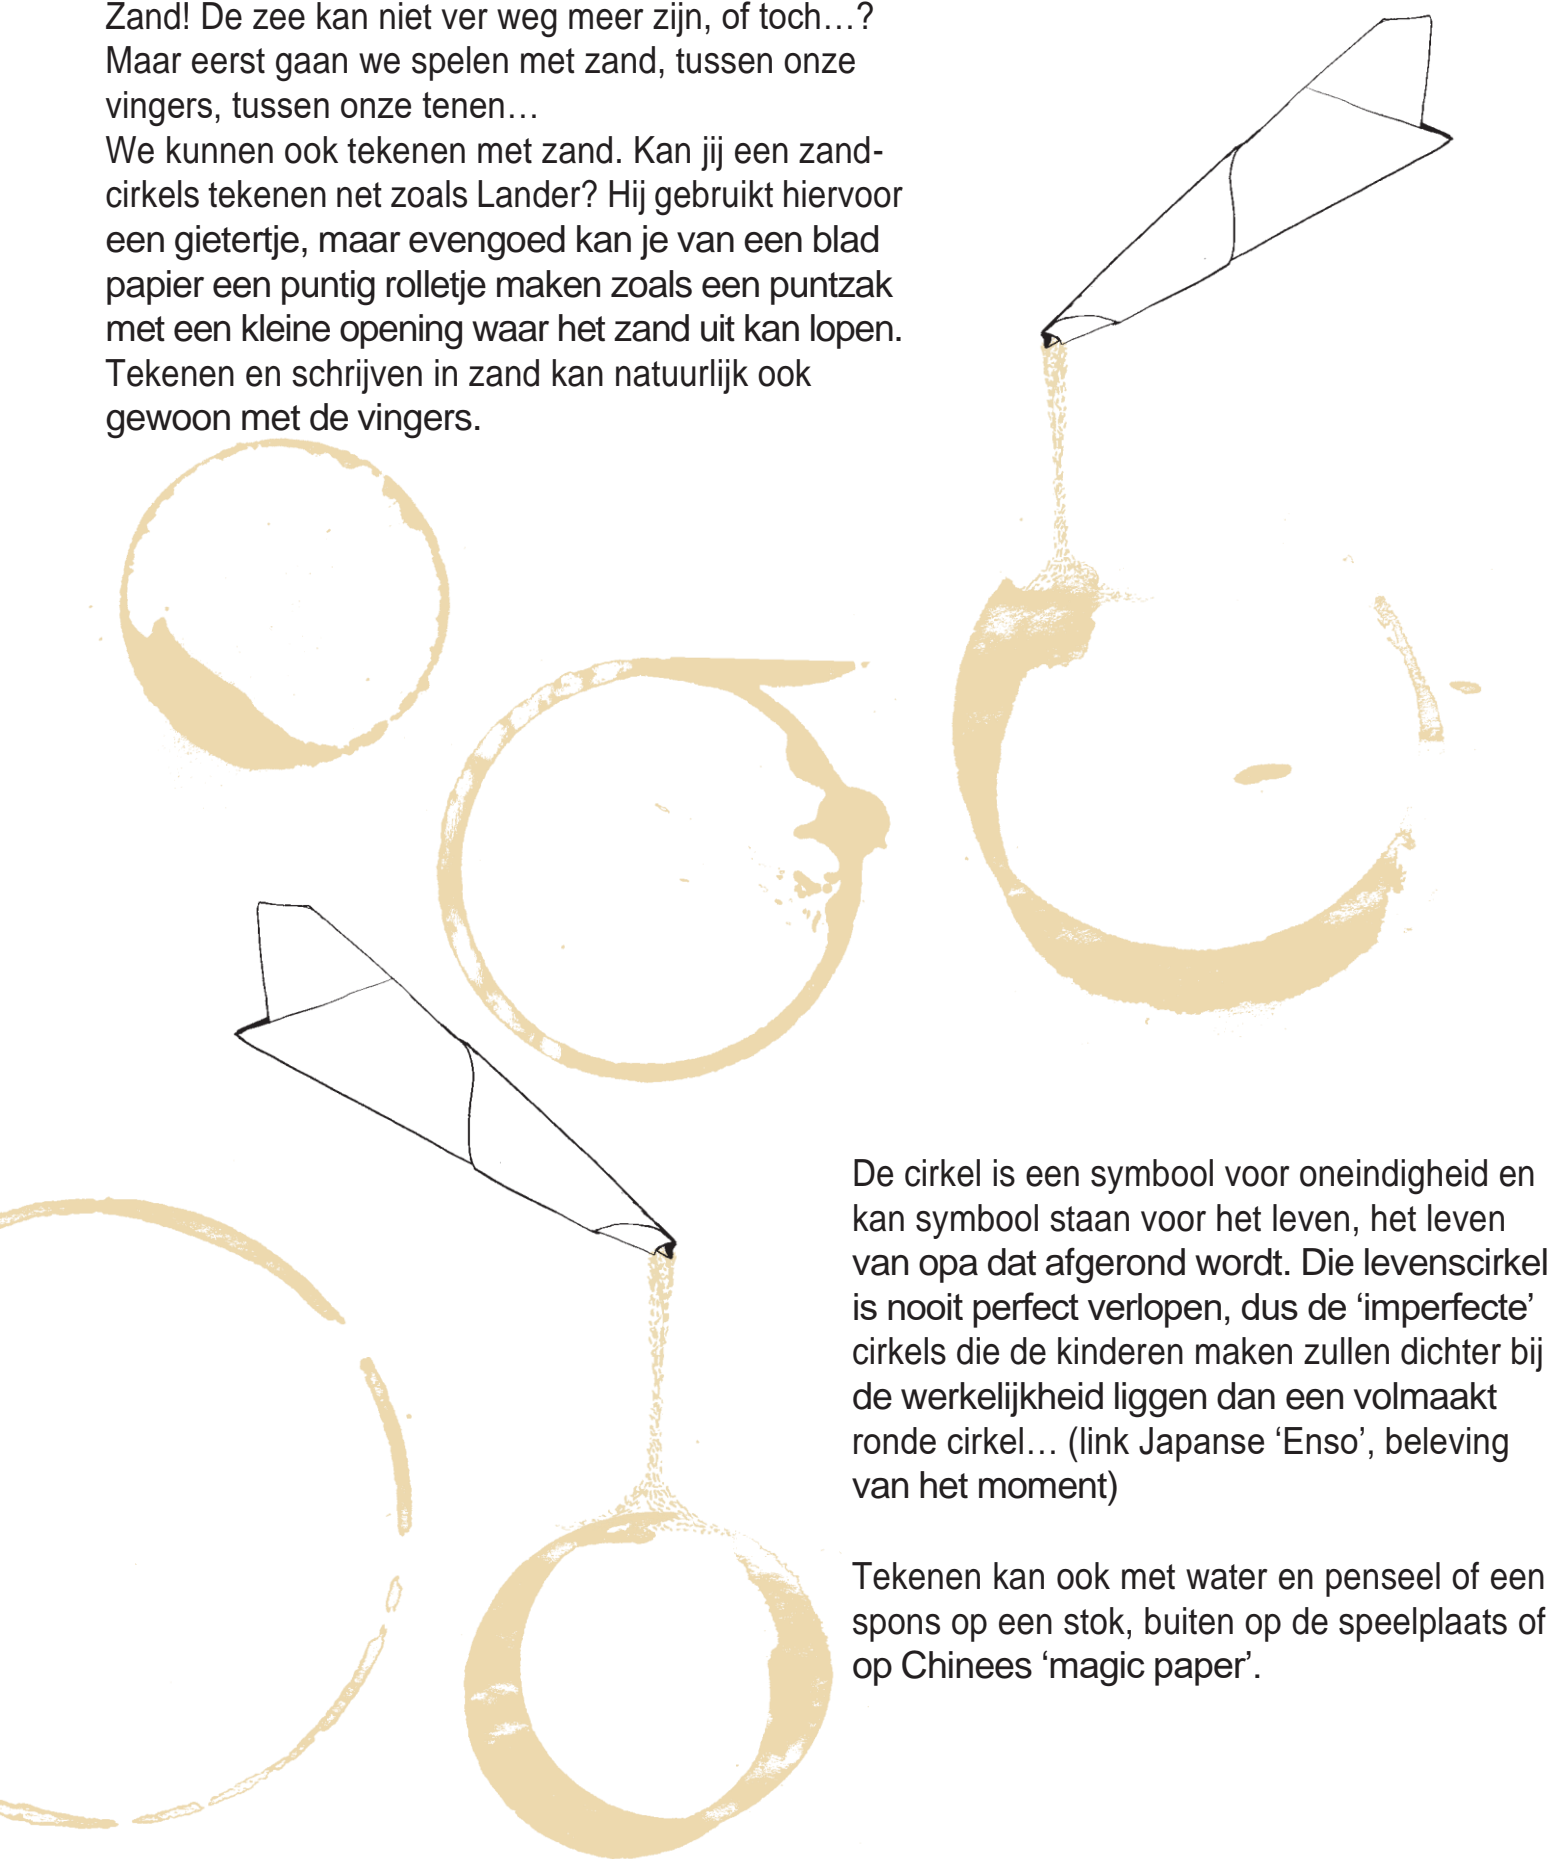 Zand! De zee kan niet ver weg meer zijn, of toch…?
Maar eerst gaan we spelen met zand, tussen onze
vingers, tussen onze tenen…
We kunnen ook tekenen met zand. Kan jij een zand-
cirkels tekenen net zoals Lander? Hij gebruikt hiervoor
een gietertje, maar evengoed kan je van een blad
papier een puntig rolletje maken zoals een puntzak
met een kleine opening waar het zand uit kan lopen.
Tekenen en schrijven in zand kan natuurlijk ook
gewoon met de vingers.
De cirkel is een symbool voor oneindigheid en
kan symbool staan voor het leven, het leven
van opa dat afgerond wordt. Die levenscirkel
is nooit perfect verlopen, dus de ‘imperfecte’
cirkels die de kinderen maken zullen dichter bij
de werkelijkheid liggen dan een volmaakt
ronde cirkel… (link Japanse ‘Enso’, beleving
van het moment)
Tekenen kan ook met water en penseel of een
spons op een stok, buiten op de speelplaats of
op Chinees ‘magic paper’.